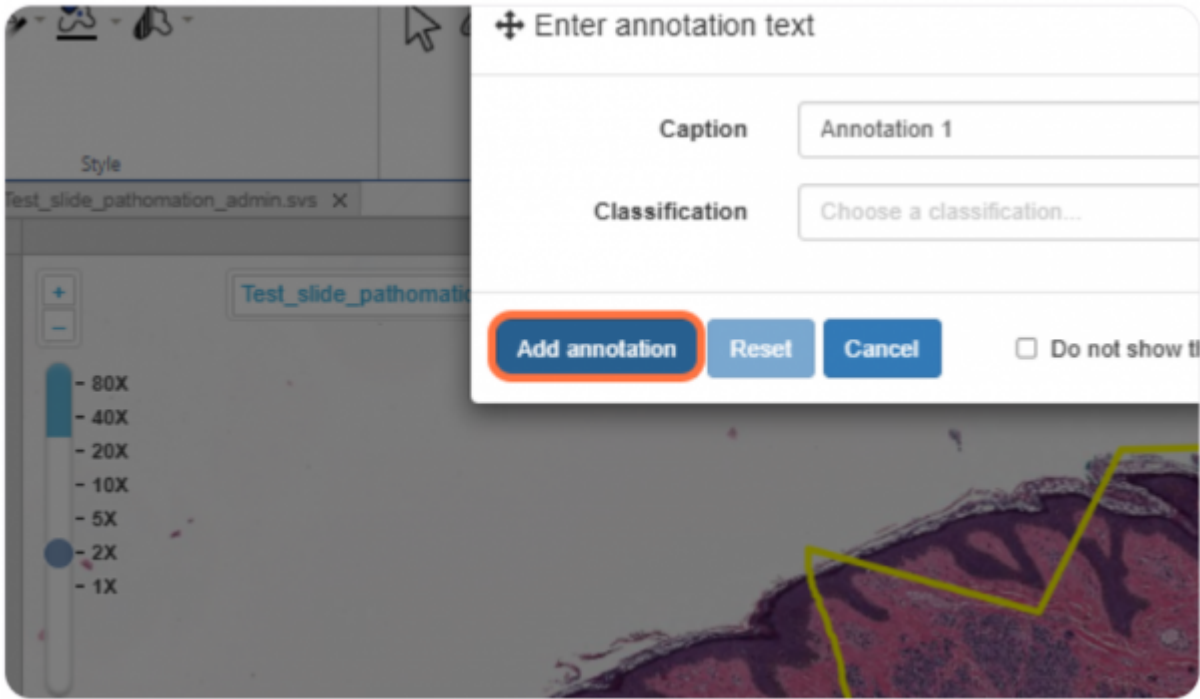 Enter annotation text
Caption
Annotation 1
Style
Test_slide_pathomation_admin.svs
Classification
Choose a classification...
+
Test_slide_pathomatic
−
Add annotation
Reset
Cancel
Do not show
- 80X
- 40X
- 20X
- 10X
- 5X
- 2X
- 1X